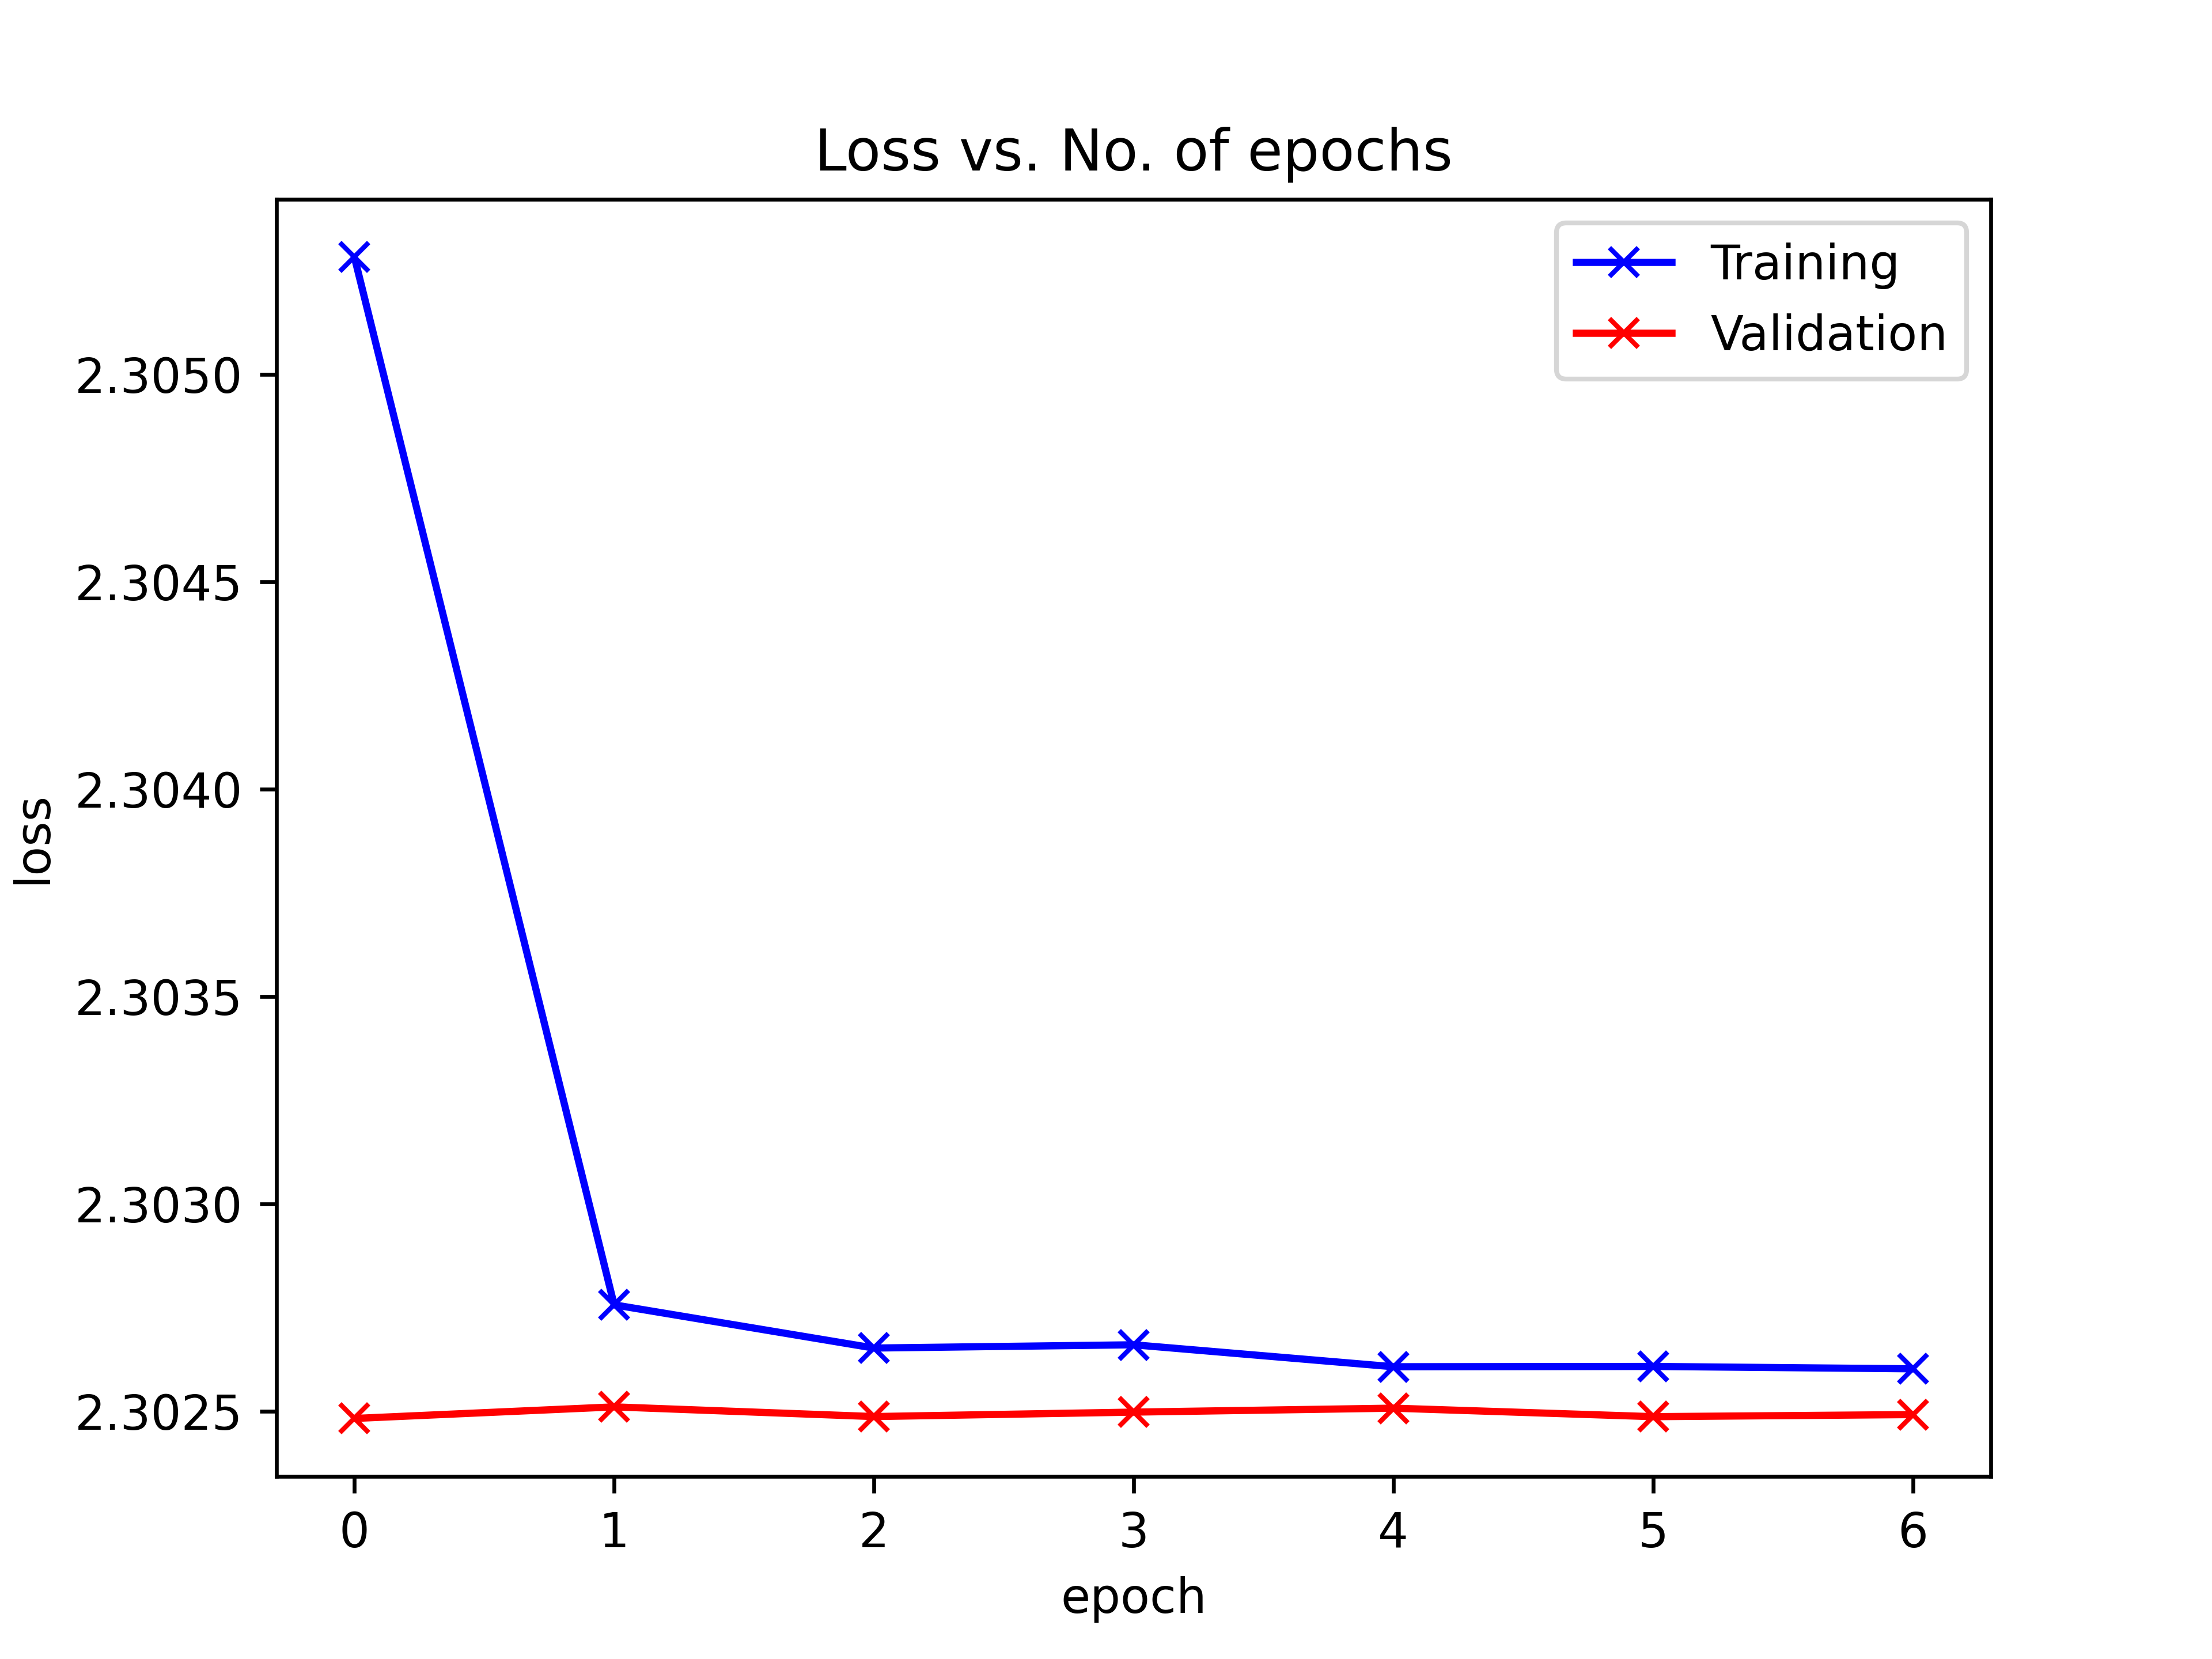 Loss vs. No. of epochs
Training
Validation
2.3050
2.3045
2.3040
2.3035
2.3030
2.3025
loss
0 1 2 3 4 5 6
epoch